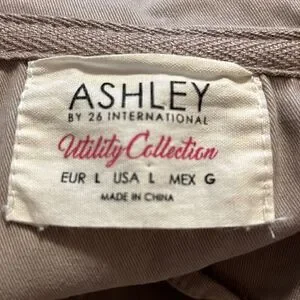 ASHLEY
BY 26 INTERNATIONAL
Utility Collection
EUR L USA L MEX G
MADE IN CHINA